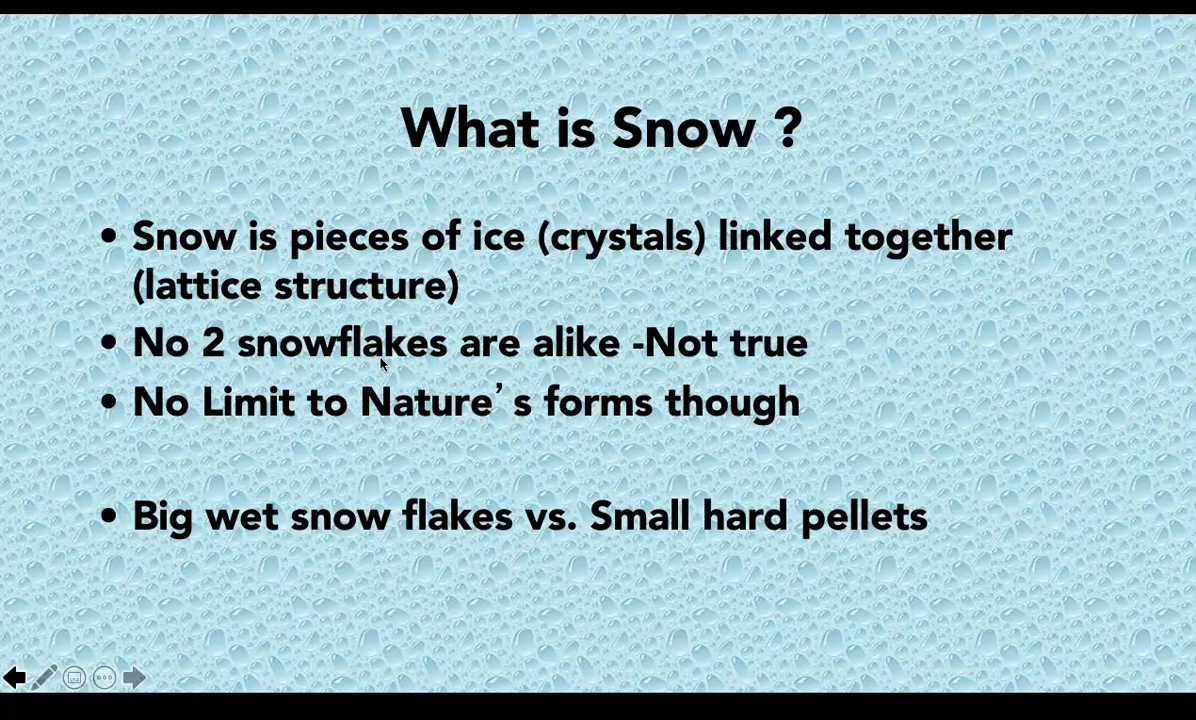 What is Snow ?
• Snow is pieces of ice (crystals) linked together
(lattice structure)
• No 2 snowflakes are alike -Not true
• No Limit to Nature’s forms though
• Big wet snow flakes vs. Small hard pellets